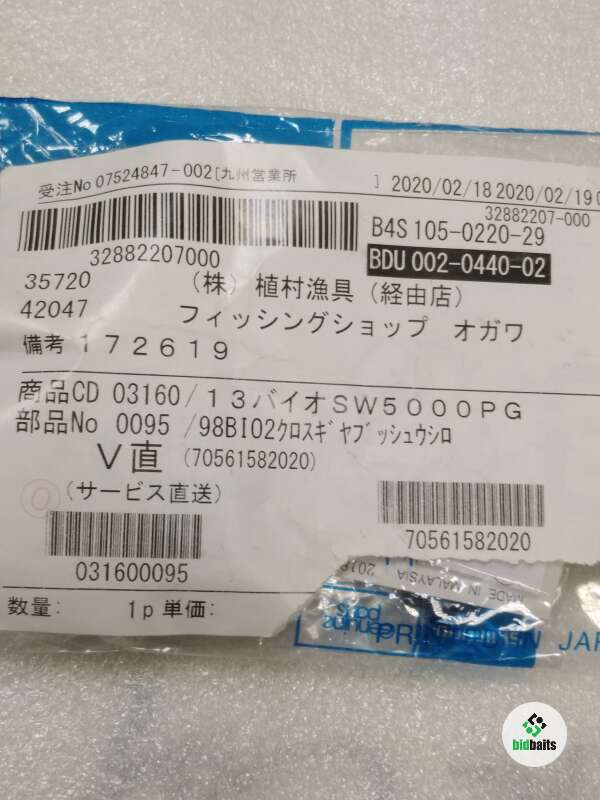 受注No 07524847-002[九州営業所 ] 2020/02/18 2020/02/19
32882207-000
B4S 105-0220-29
32882207000
BDU 002-0440-02
35720 (株) 植村漁具 (経由店)
42047 フィッシングショップ オガワ
備考 172619
商品CD 03160/13バイオSW5000PG
部品No 0095 /98BIO2クロスギヤブッシュウシロ
V直 (70561582020)
(サービス直送)
70561582020
031600095
MADE IN MALAYSIA
数量: 1p 単価:
JAP
bidbaits